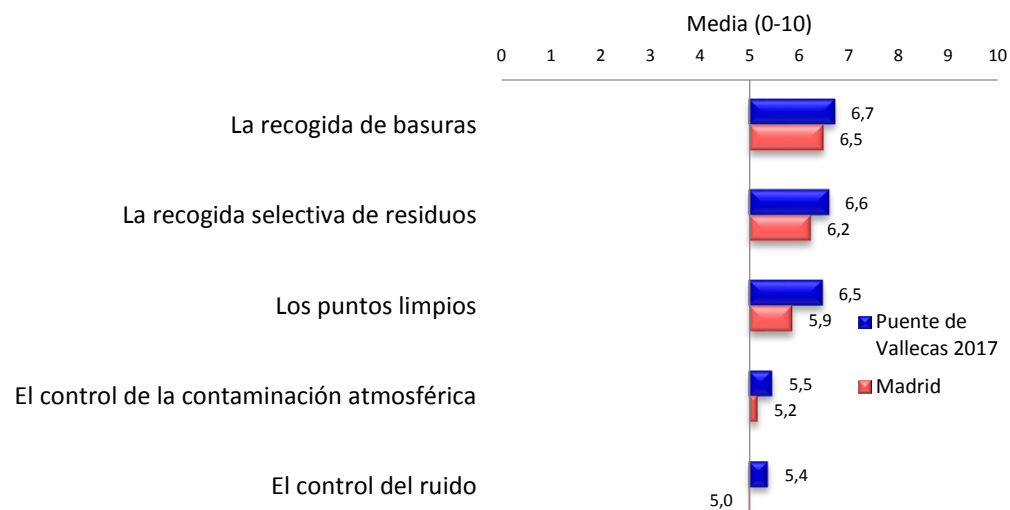 Media (0-10)
0 1 2 3 4 5 6 7 8 9 10
La recogida de basuras
6,7
6,5
La recogida selectiva de residuos
6,6
6,2
Los puntos limpios
6,5
5,9
Puente de
Vallecas 2017
Madrid
El control de la contaminación atmosférica
5,5
5,2
El control del ruido
5,4
5,0